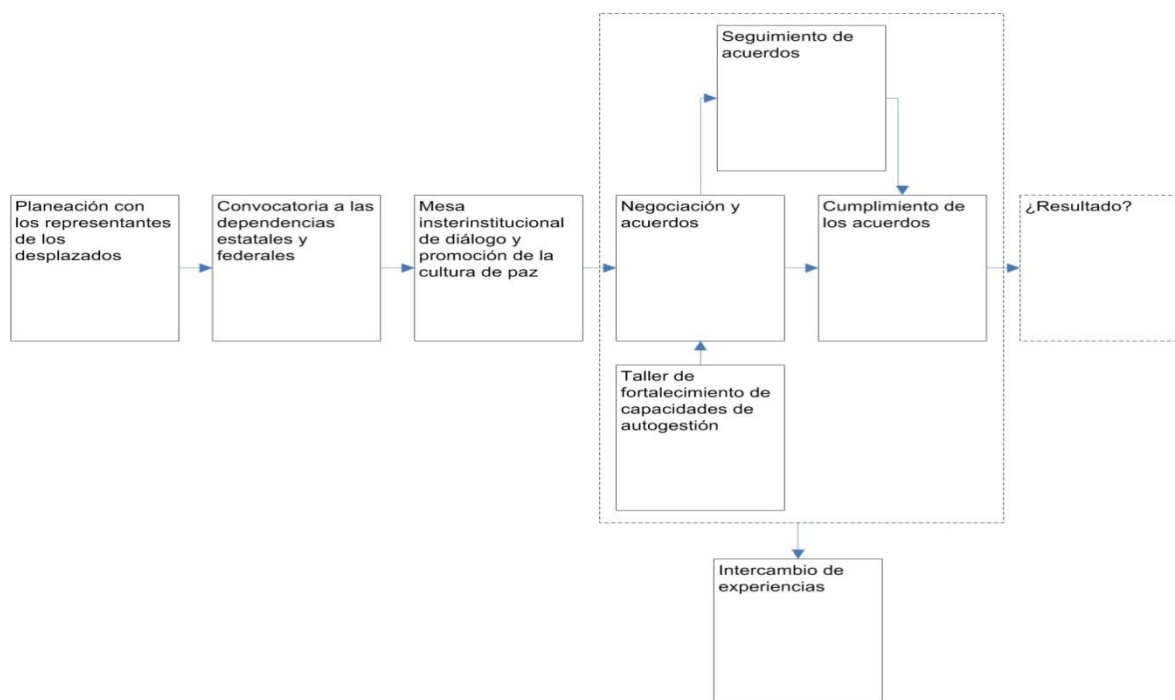 Seguimiento de
acuerdos
Planeación con
los representantes
de los
desplazados
Convocatoria a las
dependencias
estatales y
federales
Mesa
insterinstitucional
de diálogo y
promoción de la
cultura de paz
Negociación y
acuerdos
Cumplimiento de
los acuerdos
¿Resultado?
Taller de
fortalecimiento de
capacidades de
autogestión
Intercambio de
experiencias